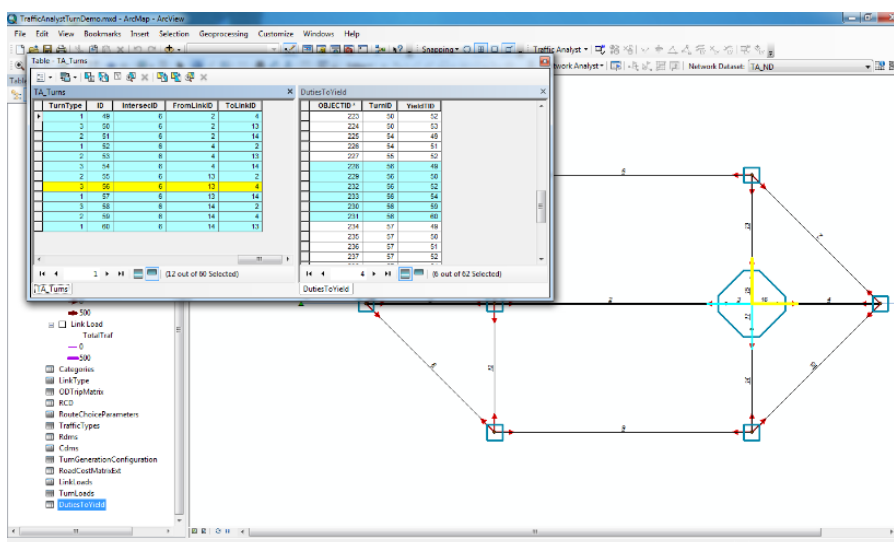 TrafficAnalystTurnDemo.mxd - ArcMap - ArcView
File Edit View Bookmarks Insert Selection Geoprocessing Customize Windows Help
Snapping Traffic Analyst
Table - TA_Turns
twork Analyst Network Dataset: TA_ND
TA_Turns
TurnType ID IntersecID FromLinkID ToLinkID
1 49 6 2 4
3 50 6 2 13
2 51 6 2 14
1 52 6 4 2
2 53 6 4 13
3 54 6 4 14
2 55 6 13 2
3 56 6 13 4
1 57 6 13 14
3 58 6 14 2
2 59 6 14 4
1 60 6 14 13
1 (12 out of 60 Selected)
TA_Turns
DutiesToYield
OBJECTID * TurnID YieldTID
223 50 52
224 50 53
225 54 49
226 54 51
227 55 52
228 56 49
229 56 50
232 56 52
233 56 54
230 56 59
231 56 60
234 57 49
235 57 50
236 57 51
237 57 52
(6 out of 62 Selected)
DutiesToYield
500
Link Load
TotalTraf
0
500
Categories
LinkType
ODTripMatrix
RCD
RouteChoiceParameters
TrafficTypes
Rdms
Cdms
TurnGenerationConfiguration
RoadCostMatrixExt
LinkLoads
TurnLoads
DutiesToYield